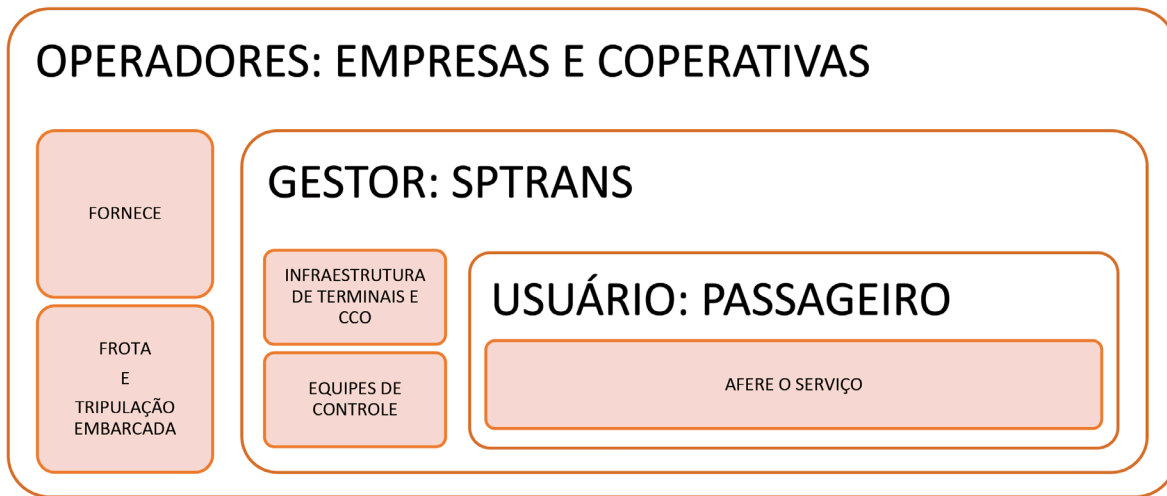 OPERADORES: EMPRESAS E COPERATIVAS
FORNECE
FROTA
E
TRIPULAÇÃO
EMBARCADA
GESTOR: SPTRANS
INFRAESTRUTURA
DE TERMINAIS E
CCO
EQUIPES DE
CONTROLE
USUÁRIO: PASSAGEIRO
AFERE O SERVIÇO